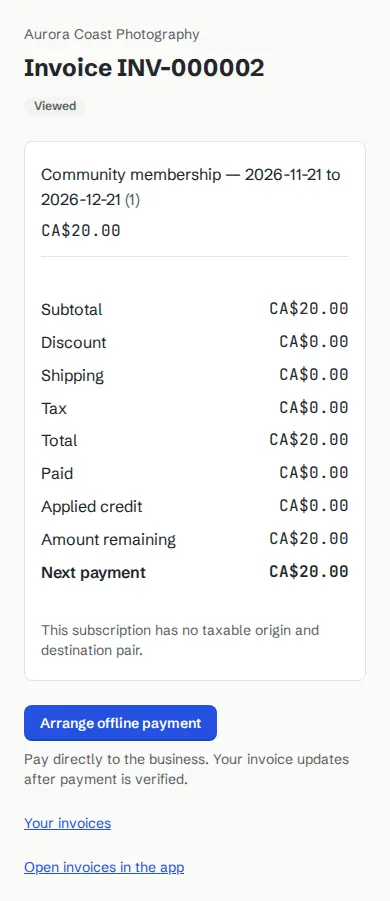 Aurora Coast Photography
Invoice INV-000002
Viewed
Community membership — 2026-11-21 to
2026-12-21 (1)
CA$20.00
Subtotal CA$20.00
Discount CA$0.00
Shipping CA$0.00
Tax CA$0.00
Total CA$20.00
Paid CA$0.00
Applied credit CA$0.00
Amount remaining CA$20.00
Next payment CA$20.00
This subscription has no taxable origin and
destination pair.
Arrange offline payment
Pay directly to the business. Your invoice updates
after payment is verified.
Your invoices
Open invoices in the app